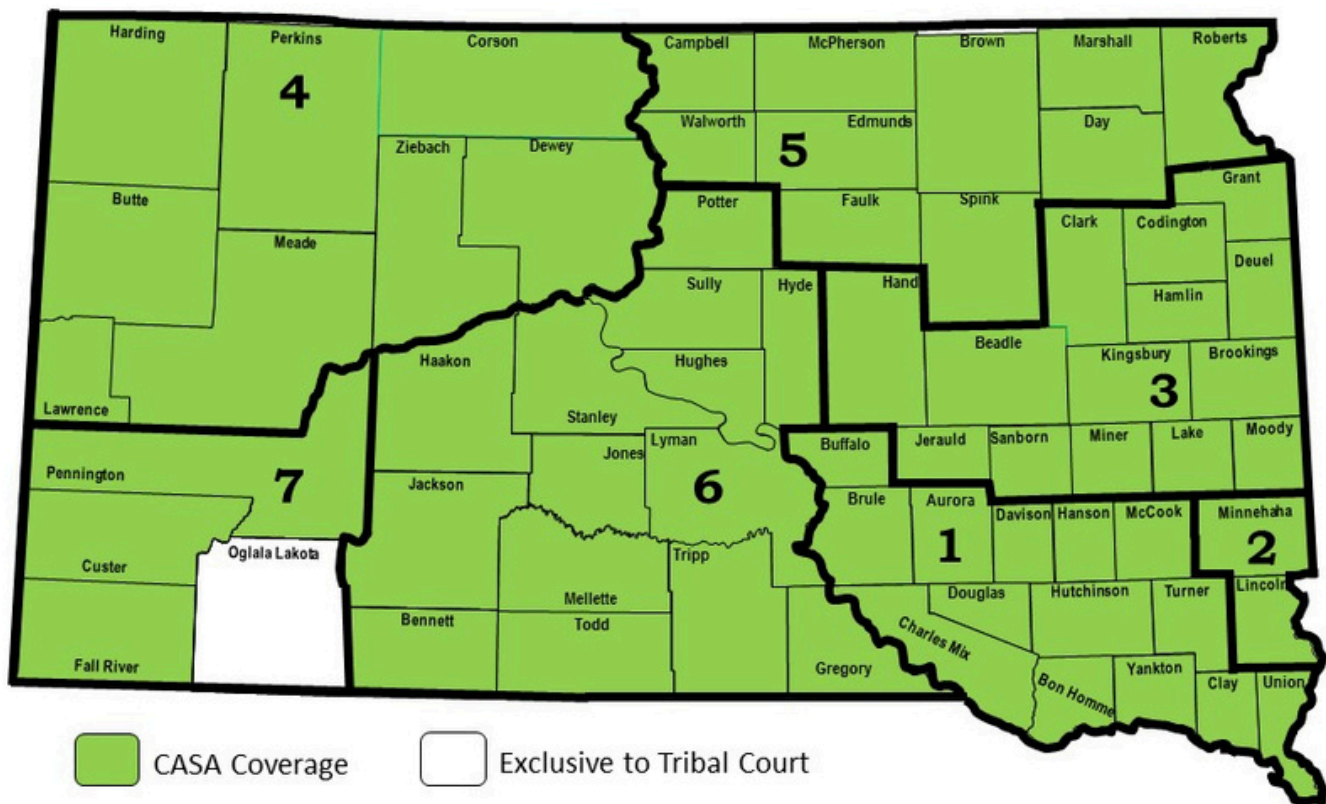 Harding
Perkins
Corson
Campbell
McPherson
Brown
Marshall
Roberts
4
Walworth
Edmunds
Day
5
Ziebach
Dewey
Grant
Butte
Potter
Faulk
Spink
Clark
Codington
Meade
Deuel
Sully
Hyde
Hand
Hamlin
Beadle
Haakon
Hughes
Kingsbury
Brookings
3
Lawrence
Stanley
Lyman
Buffalo
Jerauld
Sanborn
Miner
Lake
Moody
Jones
Pennington
7
Jackson
6
Brule
Aurora
Davison
Hanson
McCook
Minnehaha
1
2
Oglala Lakota
Tripp
Custer
Lincoln
Mellette
Douglas
Hutchinson
Turner
Bennett
Todd
Charles Mix
Fall River
Gregory
Bon Homme
Yankton
Clay
Union
CASA Coverage
Exclusive to Tribal Court